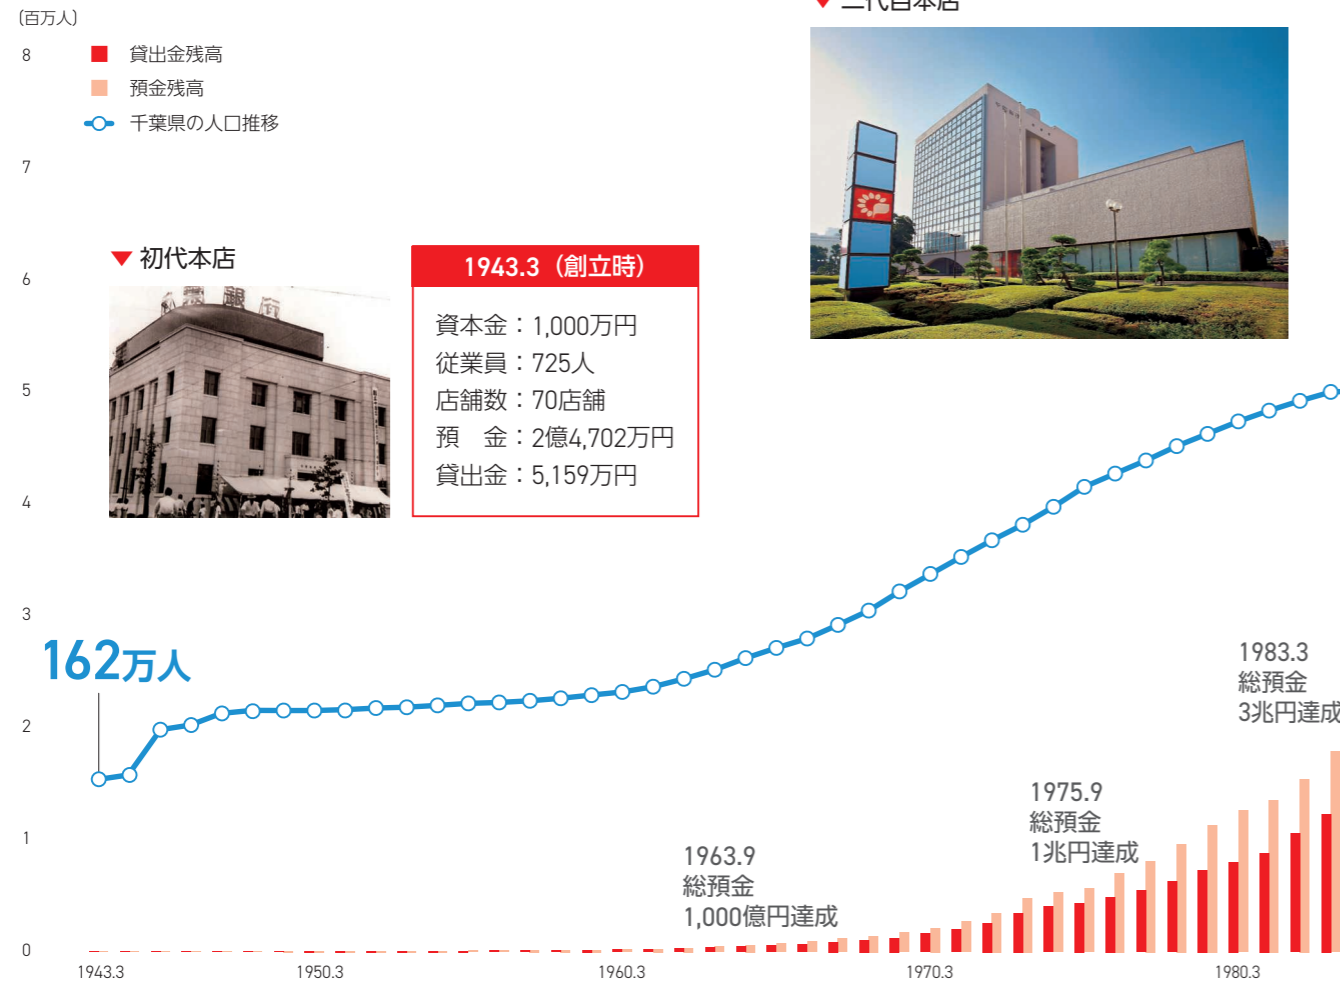 (百万人)
8
7
6
5
4
3
2
1
0
貸出金残高
預金残高
千葉県の人口推移
▼ 初代本店
1943.3（創立時）
資本金：1,000万円
従業員：725人
店舗数：70店舗
預　金：2億4,702万円
貸出金：5,159万円
▼ 二代目本店
162万人
1963.9
総預金
1,000億円達成
1975.9
総預金
1兆円達成
1983.3
総預金
3兆円達成
1943.3
1950.3
1960.3
1970.3
1980.3